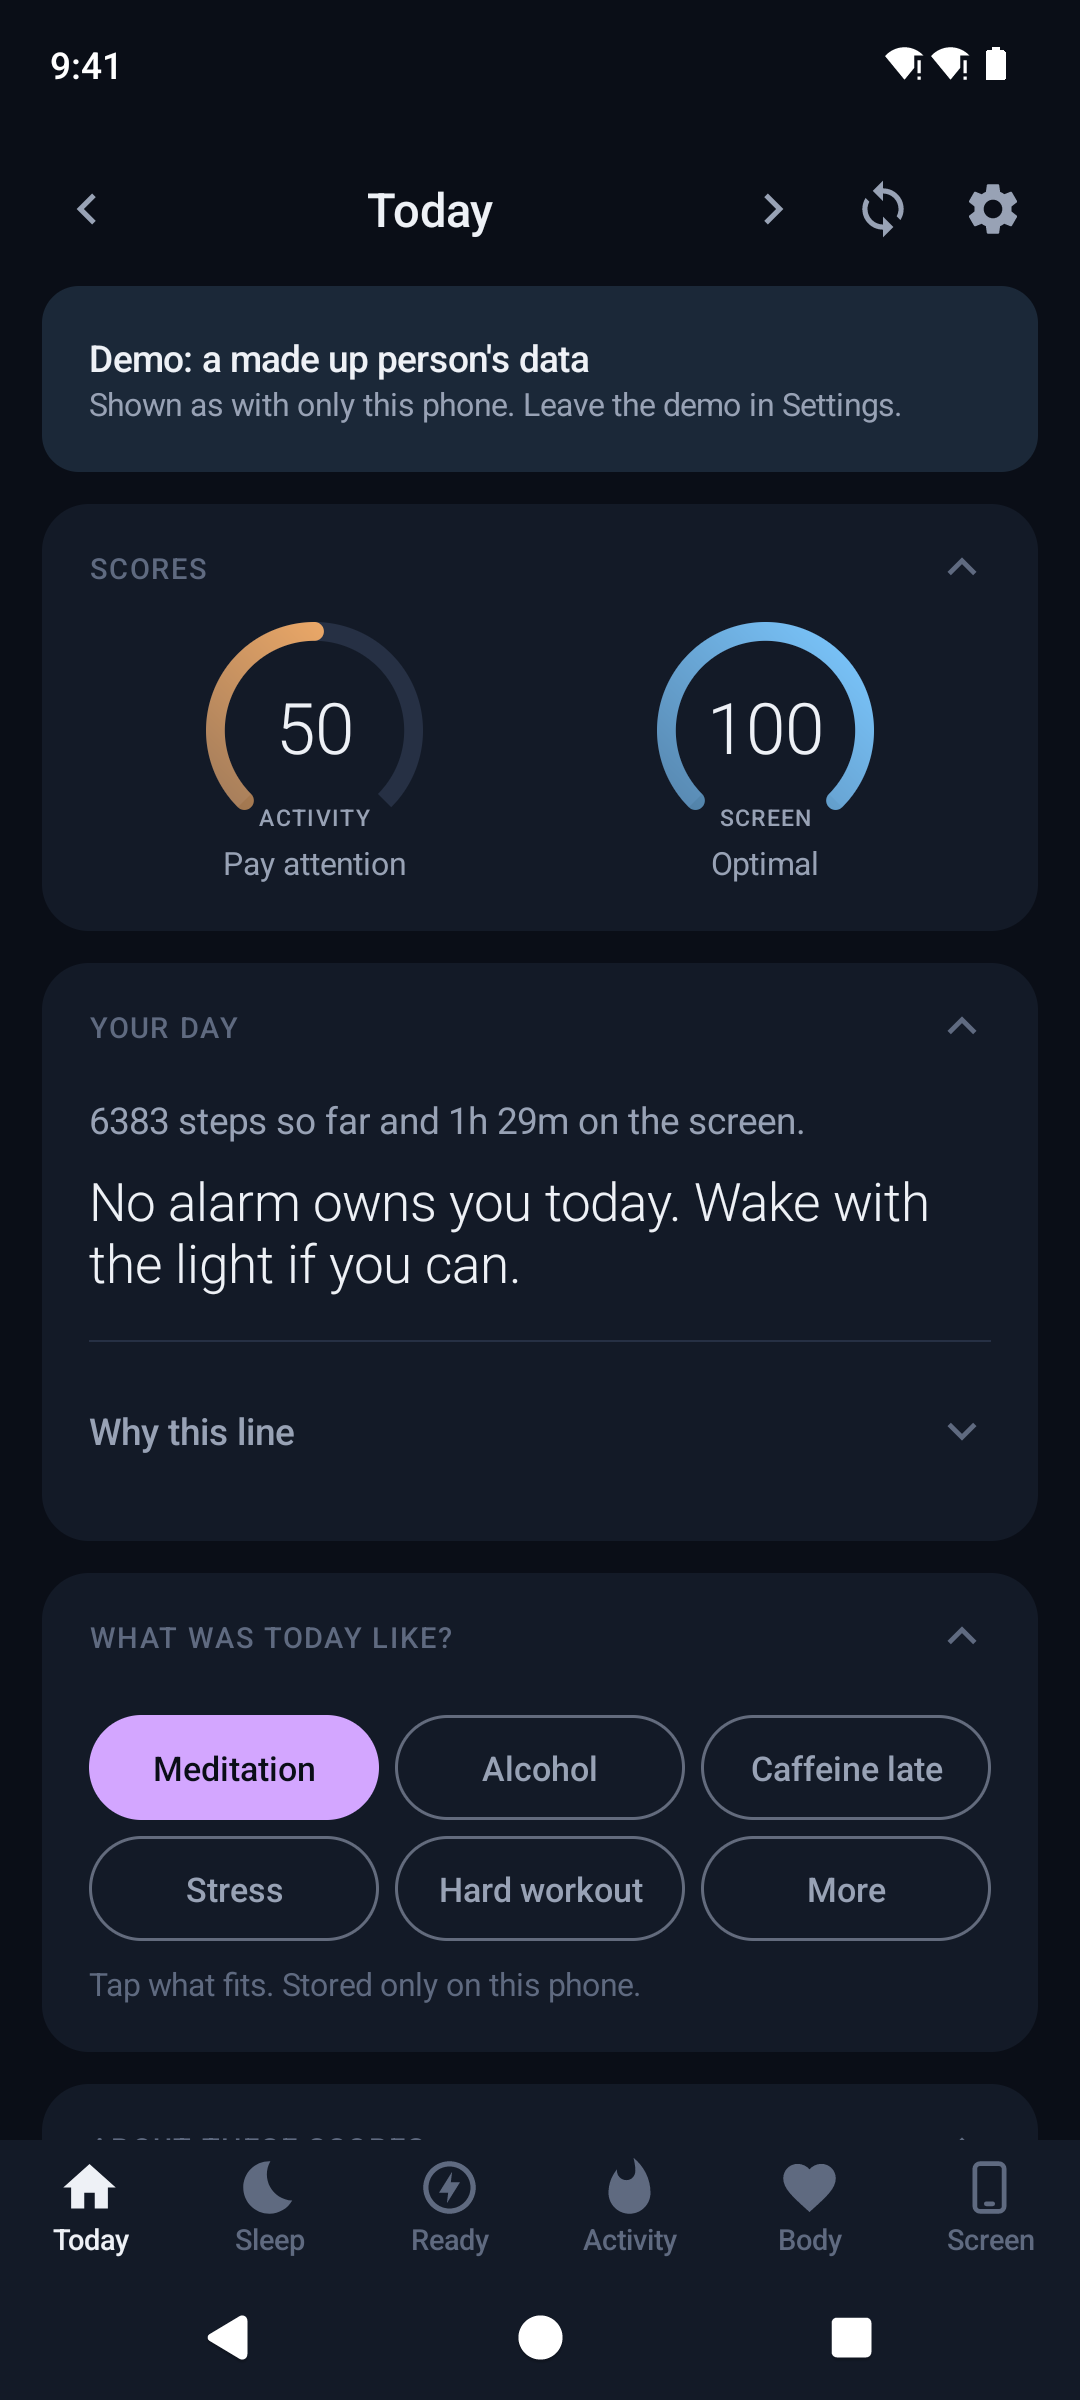 9:41
Today
Demo: a made up person's data
Shown as with only this phone. Leave the demo in Settings.
SCORES
50
100
ACTIVITY
SCREEN
Pay attention
Optimal
YOUR DAY
6383 steps so far and 1h 29m on the screen.
No alarm owns you today. Wake with
the light if you can.
Why this line
WHAT WAS TODAY LIKE?
Meditation
Alcohol
Caffeine late
Stress
Hard workout
More
Tap what fits. Stored only on this phone.
Today
Sleep
Ready
Activity
Body
Screen